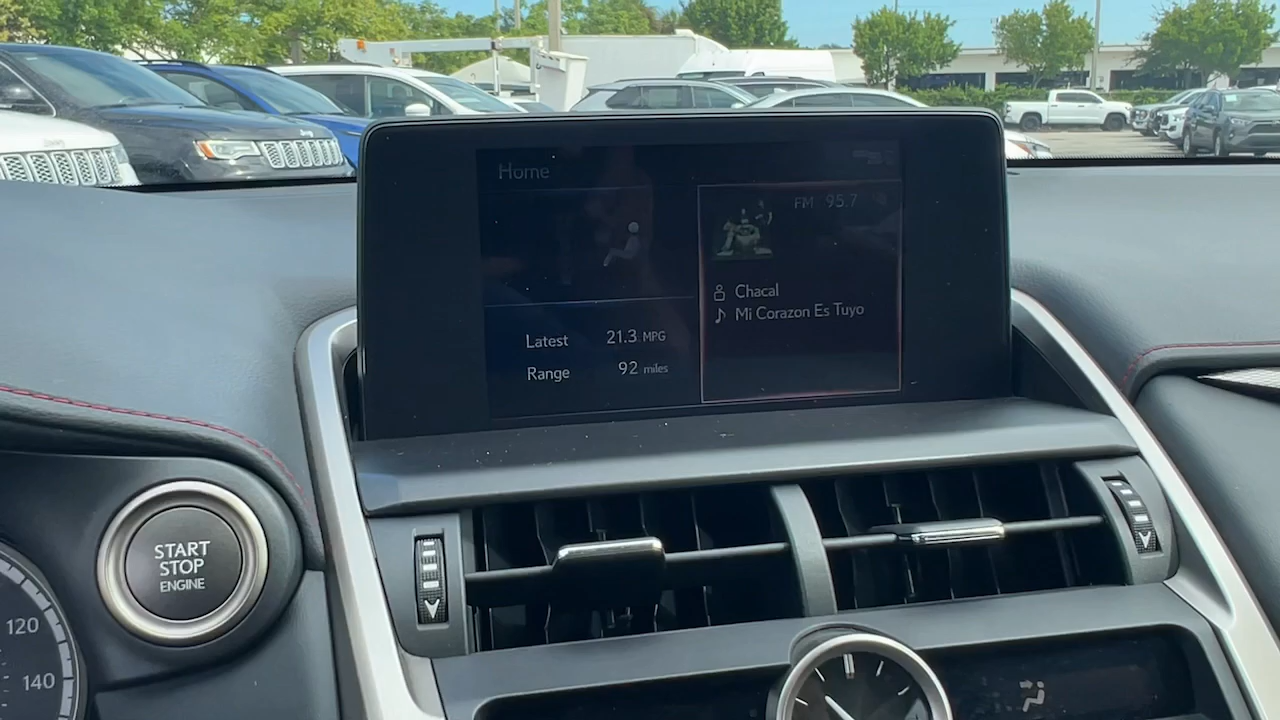 Home
FM 95.7
Chacal
Mi Corazon Es Tuyo
Latest 21.3 MPG
Range 92 miles
START
STOP
ENGINE
120
140